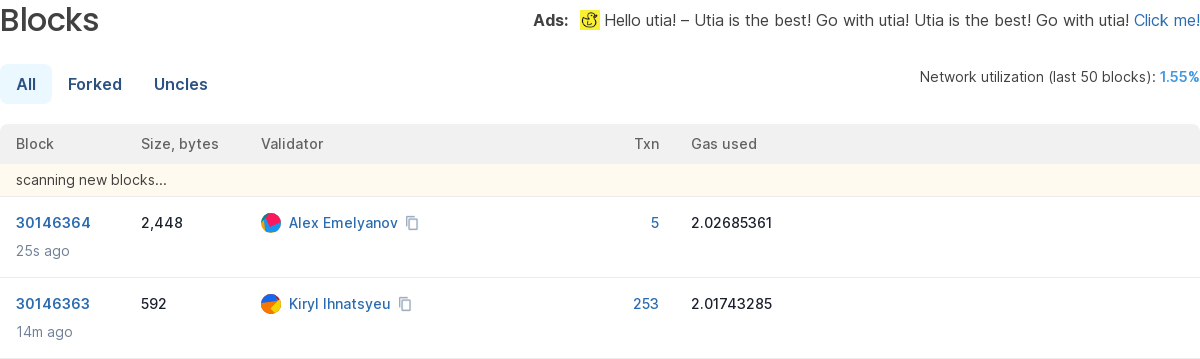 Blocks
Ads: Hello utia! – Utia is the best! Go with utia! Utia is the best! Go with utia! Click me!
All Forked Uncles
Network utilization (last 50 blocks): 1.55%
Block Size, bytes Validator Txn Gas used
scanning new blocks...
30146364 2,448 Alex Emelyanov 5 2.02685361
25s ago
30146363 592 Kiryl Ihnatsyeu 253 2.01743285
14m ago